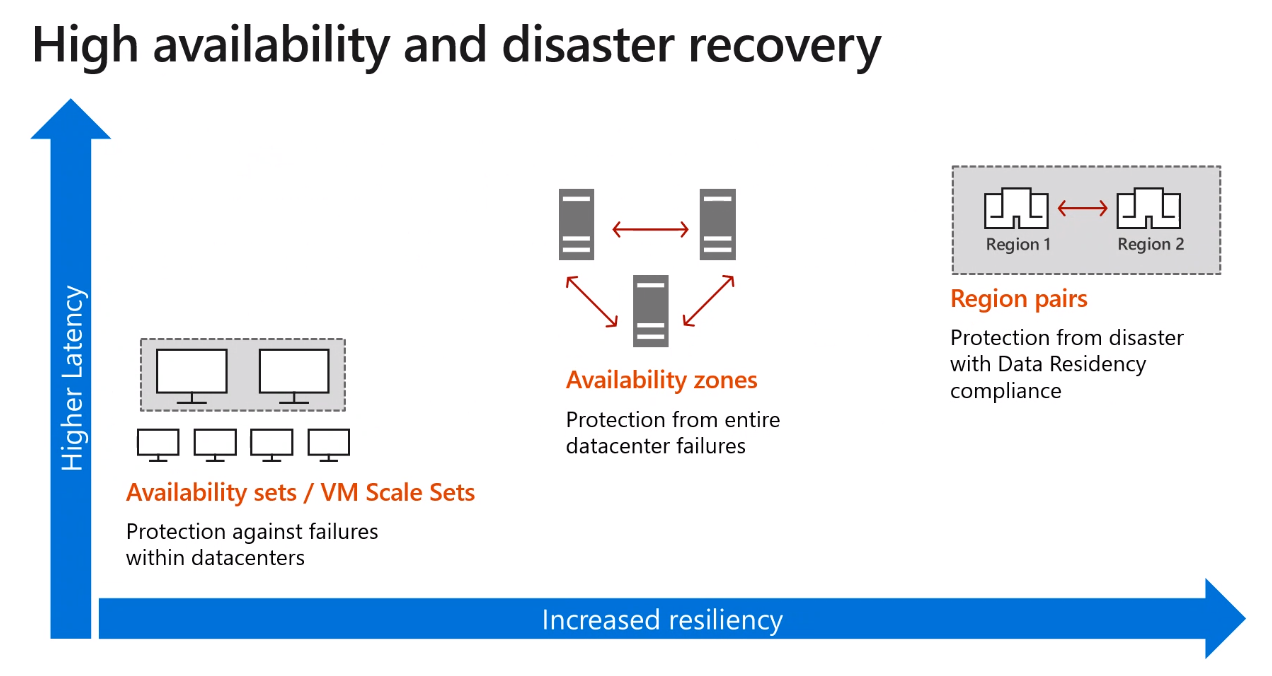 High availability and disaster recovery
Higher Latency
Availability sets / VM Scale Sets
Protection against failures
within datacenters
Availability zones
Protection from entire
datacenter failures
Region 1
Region 2
Region pairs
Protection from disaster
with Data Residency
compliance
Increased resiliency